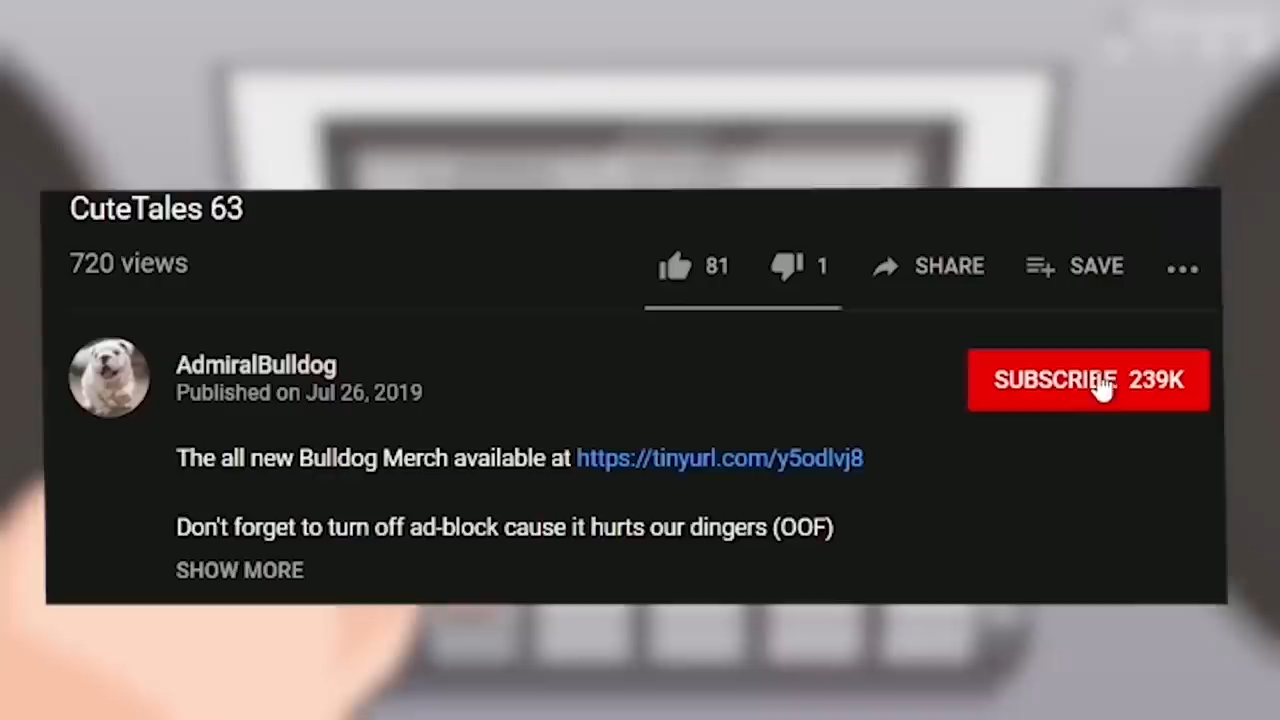 CuteTales 63
720 views
81 1 SHARE SAVE
AdmiralBulldog
Published on Jul 26, 2019
SUBSCRIBE 239K
The all new Bulldog Merch available at https://tinyurl.com/y5odlvj8
Don't forget to turn off ad-block cause it hurts our dingers (OOF)
SHOW MORE